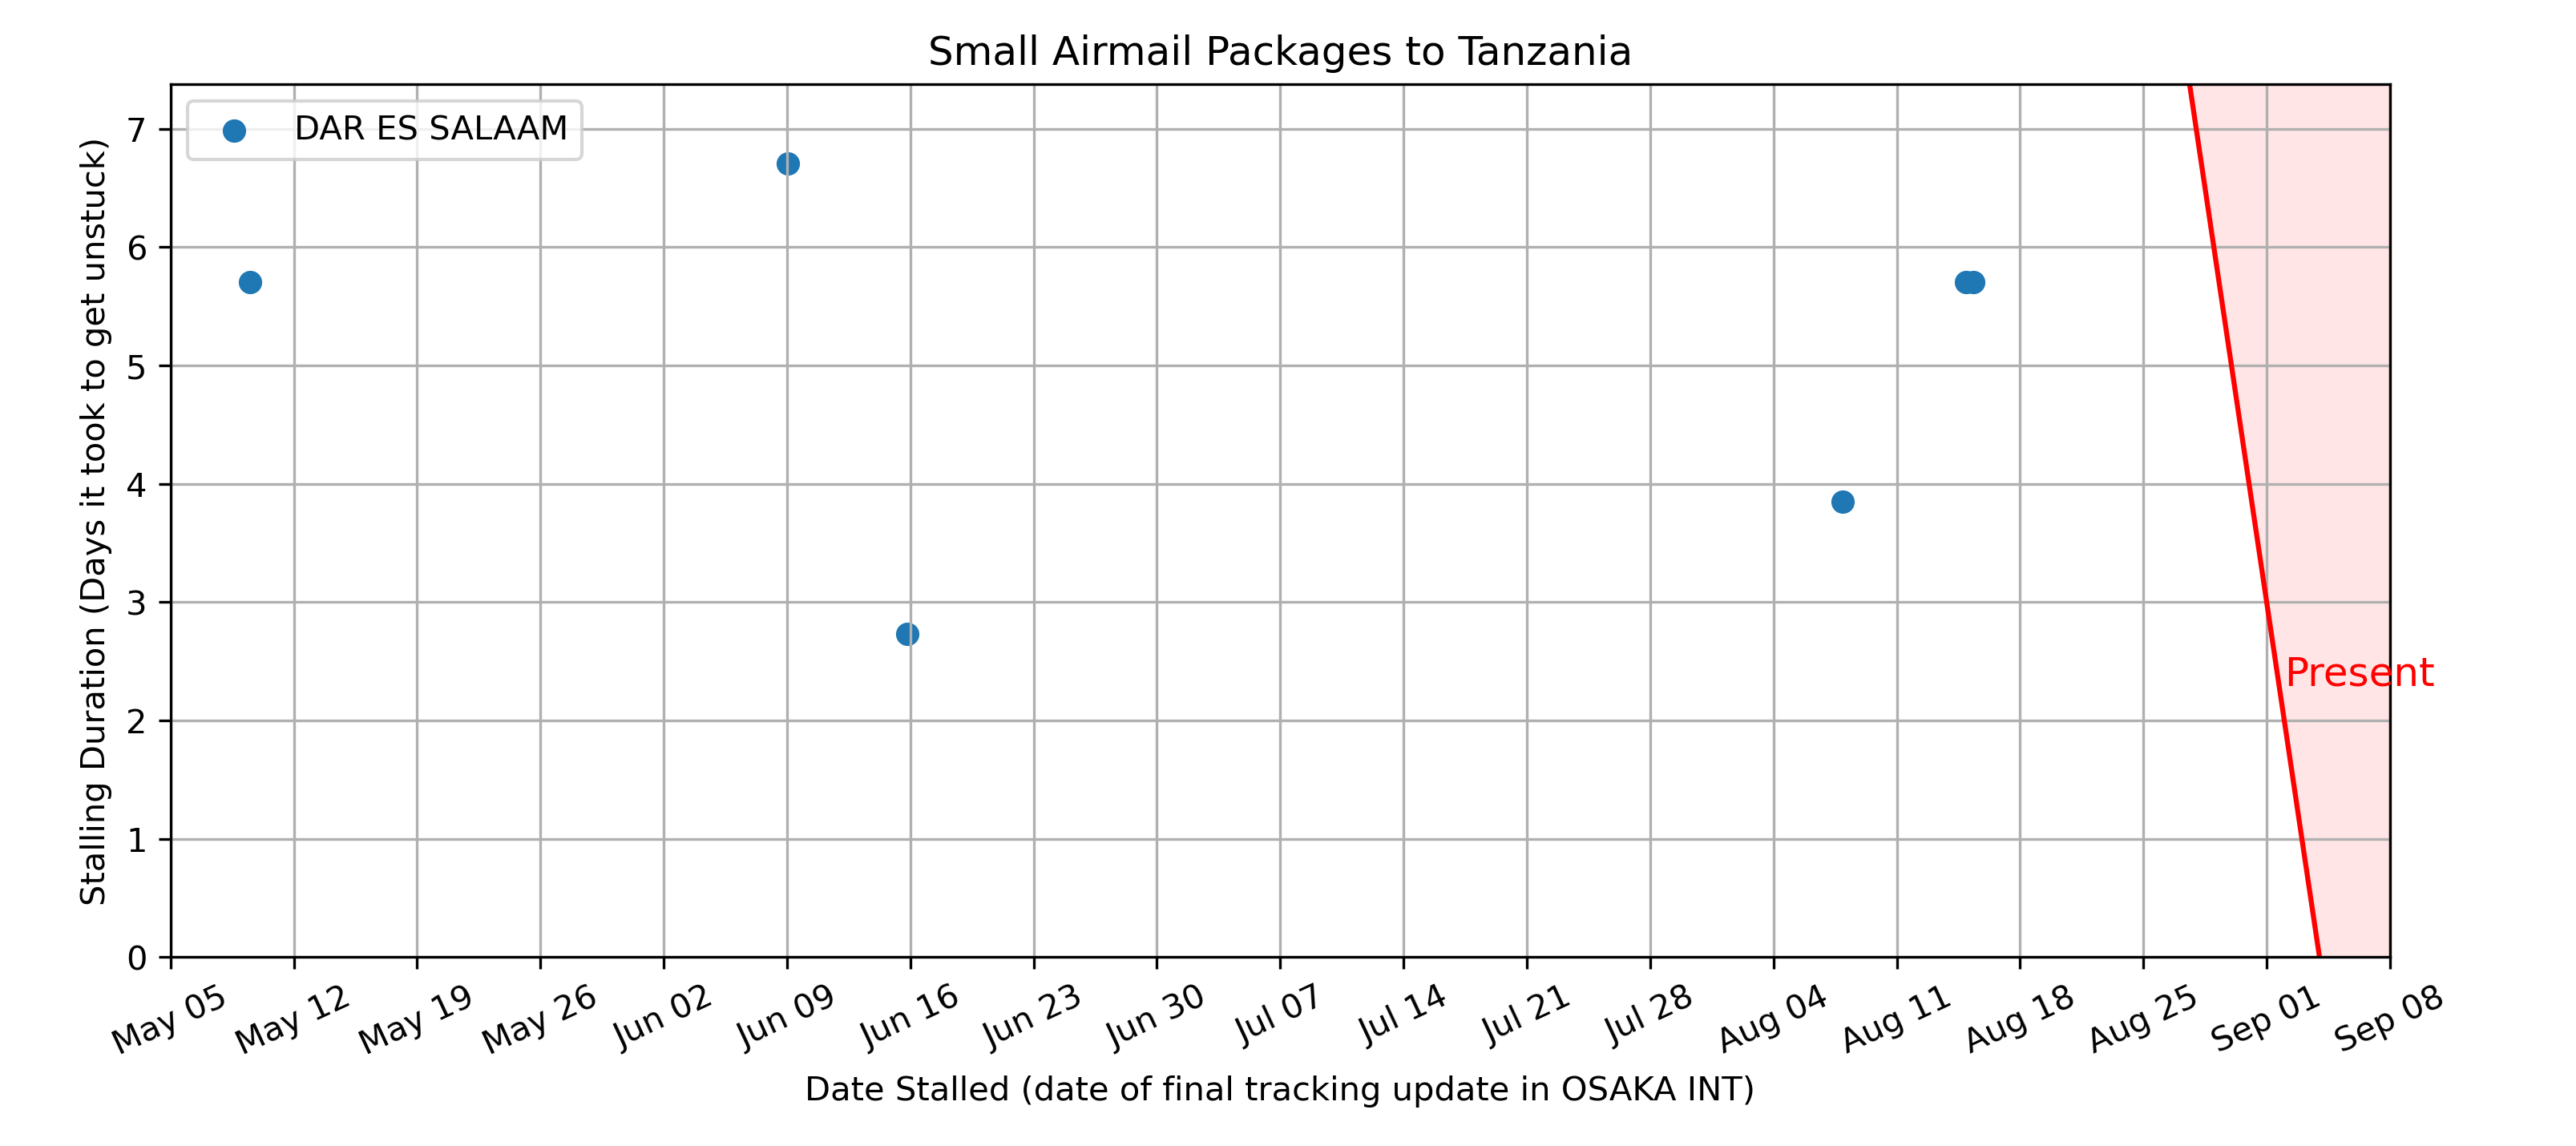 Small Airmail Packages to Tanzania
DAR ES SALAAM
Stalling Duration (Days it took to get unstuck)
7
6
5
4
3
2
1
0
Present
May 05 May 12 May 19 May 26 Jun 02 Jun 09 Jun 16 Jun 23 Jun 30 Jul 07 Jul 14 Jul 21 Jul 28 Aug 04 Aug 11 Aug 18 Aug 25 Sep 01 Sep 08
Date Stalled (date of final tracking update in OSAKA INT)